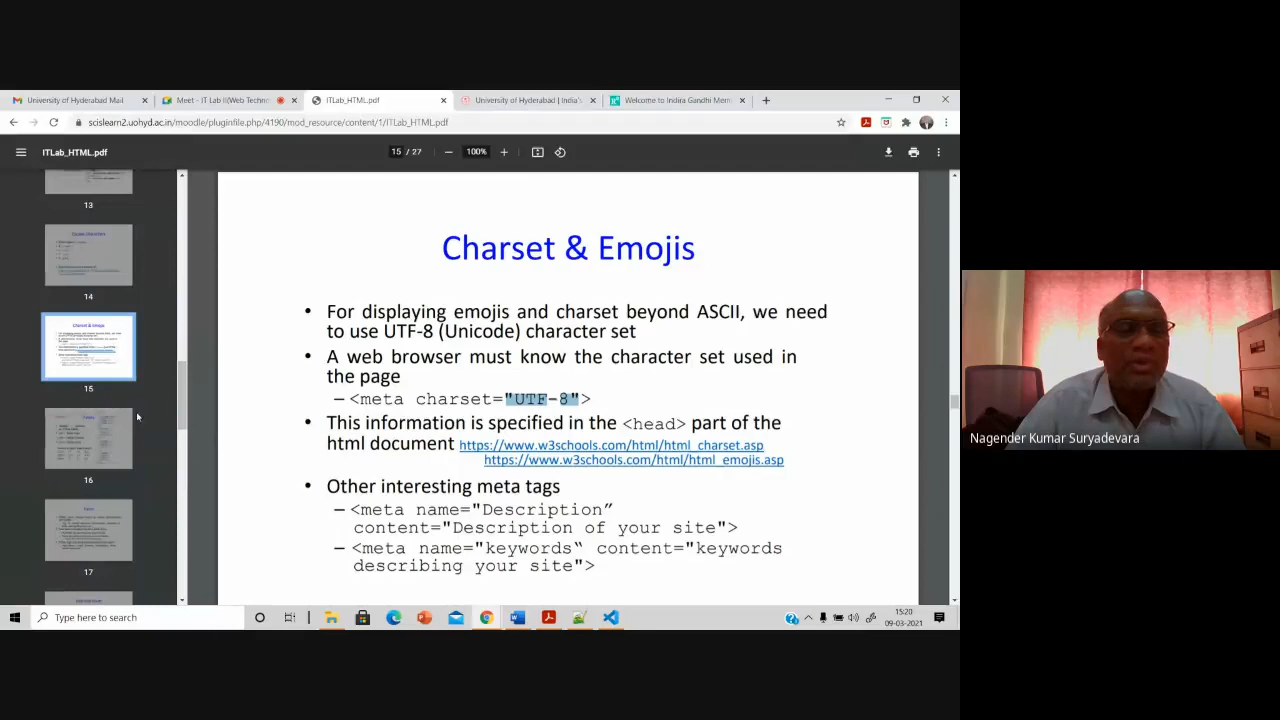 University of Hyderabad Mail
Meet - IT Lab II(Web Techn
ITLab_HTML.pdf
University of Hyderabad | India's
Welcome to Indira Gandhi Mem
scislearn2.uohyd.ac.in/moodle/pluginfile.php/4190/mod_resource/content/1/ITLab_HTML.pdf
ITLab_HTML.pdf
15 / 27
100%
13
14
15
16
17
Charset & Emojis
• For displaying emojis and charset beyond ASCII, we need
to use UTF-8 (Unicode) character set
• A web browser must know the character set used in
the page
– <meta charset="UTF-8">
• This information is specified in the <head> part of the
html document https://www.w3schools.com/html/html_charset.asp
https://www.w3schools.com/html/html_emojis.asp
• Other interesting meta tags
– <meta name="Description”
content="Description of your site">
– <meta name="keywords‟ content="keywords
describing your site">
Nagender Kumar Suryadevara
Type here to search
15:20
09-03-2021